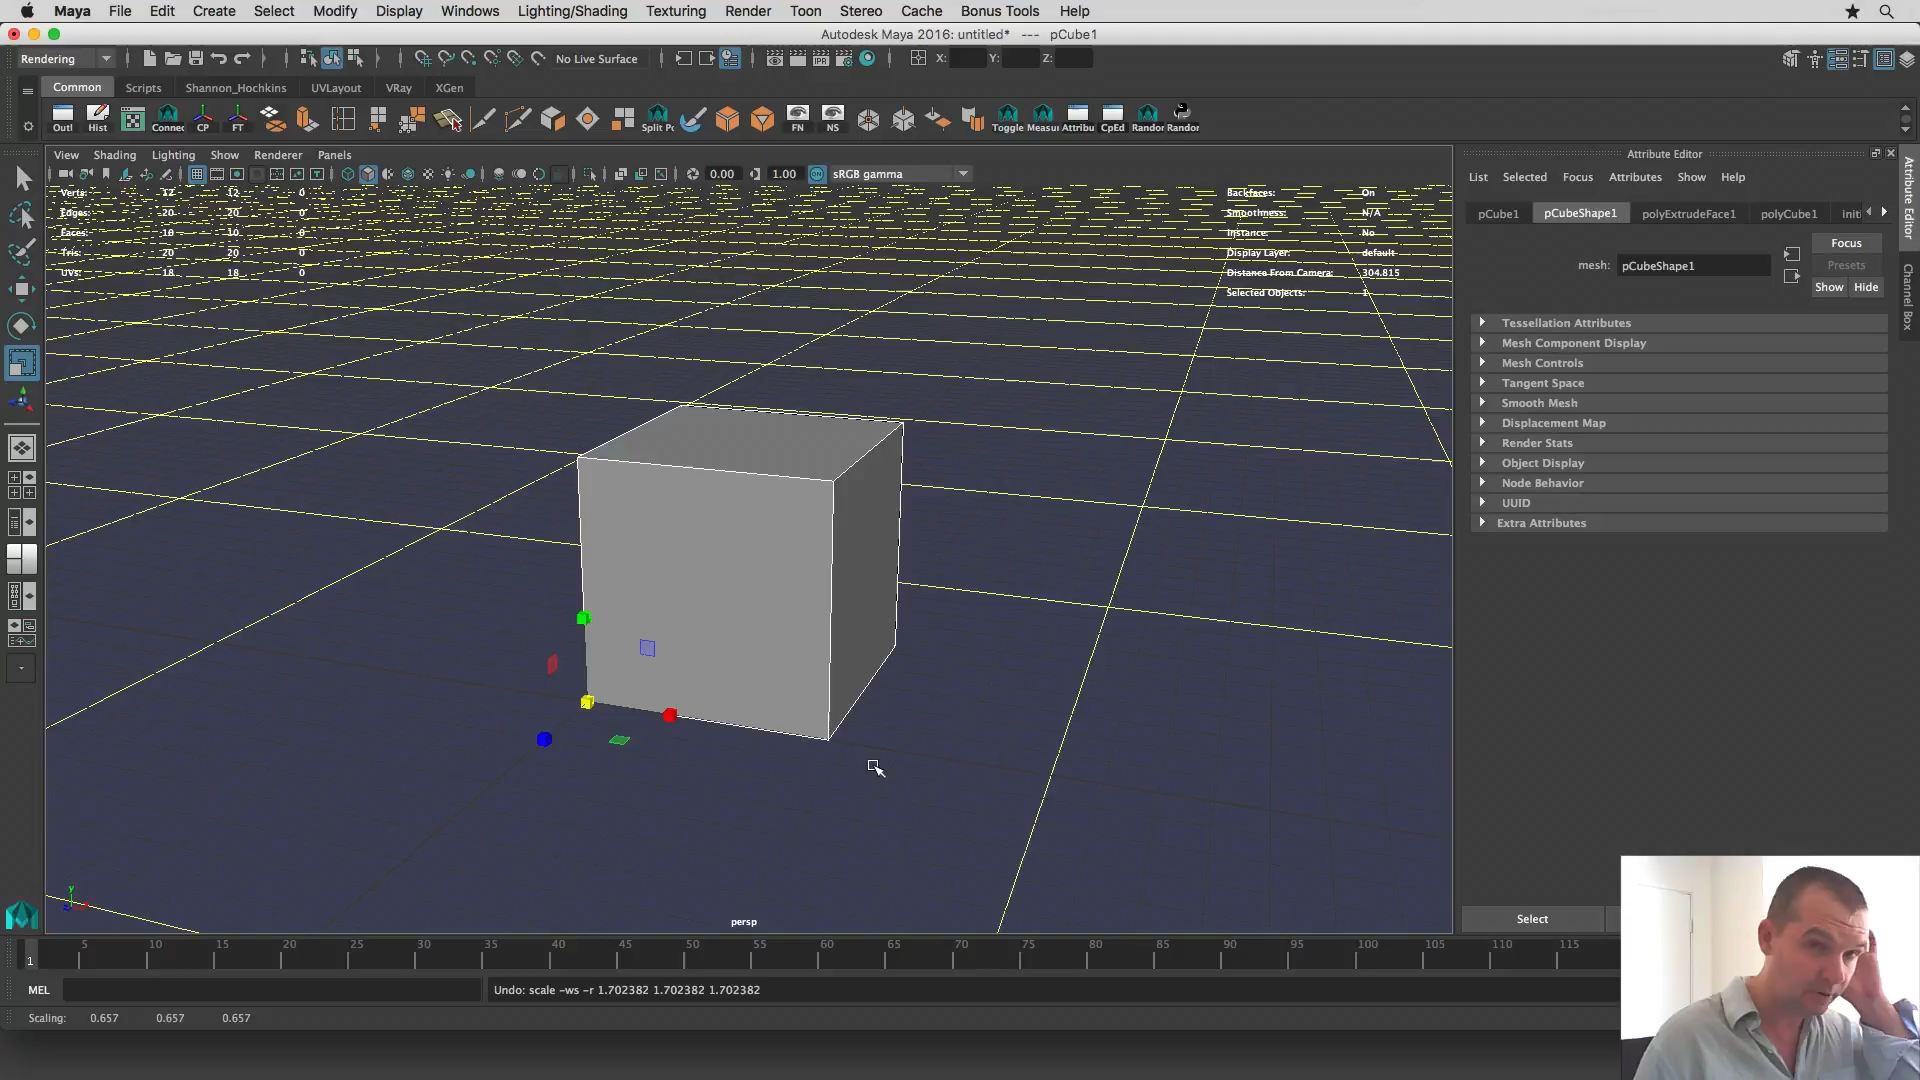 Maya File Edit Create Select Modify Display Windows Lighting/Shading Texturing Render Toon Stereo Cache Bonus Tools Help
Autodesk Maya 2016: untitled* --- pCube1
Rendering No Live Surface X: Y: Z:
Common Scripts Shannon_Hochkins UVLayout VRay XGen
Outl Hist Connec CP FT Split Po FN NS Toggle Measu Attribu CpEd Randor Randor
View Shading Lighting Show Renderer Panels
0.00 1.00 sRGB gamma
Verts: 12 12 0
Edges: 20 20 0
Faces: 10 10 0
Tris: 20 20 0
UVs: 18 18 0
Backfaces: On
Smoothness: N/A
Instance: No
Display Layer: default
Distance From Camera: 304.815
Selected Objects: 1
persp
Attribute Editor
List Selected Focus Attributes Show Help
pCube1 pCubeShape1 polyExtrudeFace1 polyCube1 initi
Focus
mesh: pCubeShape1
Presets
Show Hide
Tessellation Attributes
Mesh Component Display
Mesh Controls
Tangent Space
Smooth Mesh
Displacement Map
Render Stats
Object Display
Node Behavior
UUID
Extra Attributes
Select
Attribute Editor
Channel Box
5 10 15 20 25 30 35 40 45 50 55 60 65 70 75 80 85 90 95 100 105 110 115
1
MEL Undo: scale -ws -r 1.702382 1.702382 1.702382
Scaling: 0.657 0.657 0.657